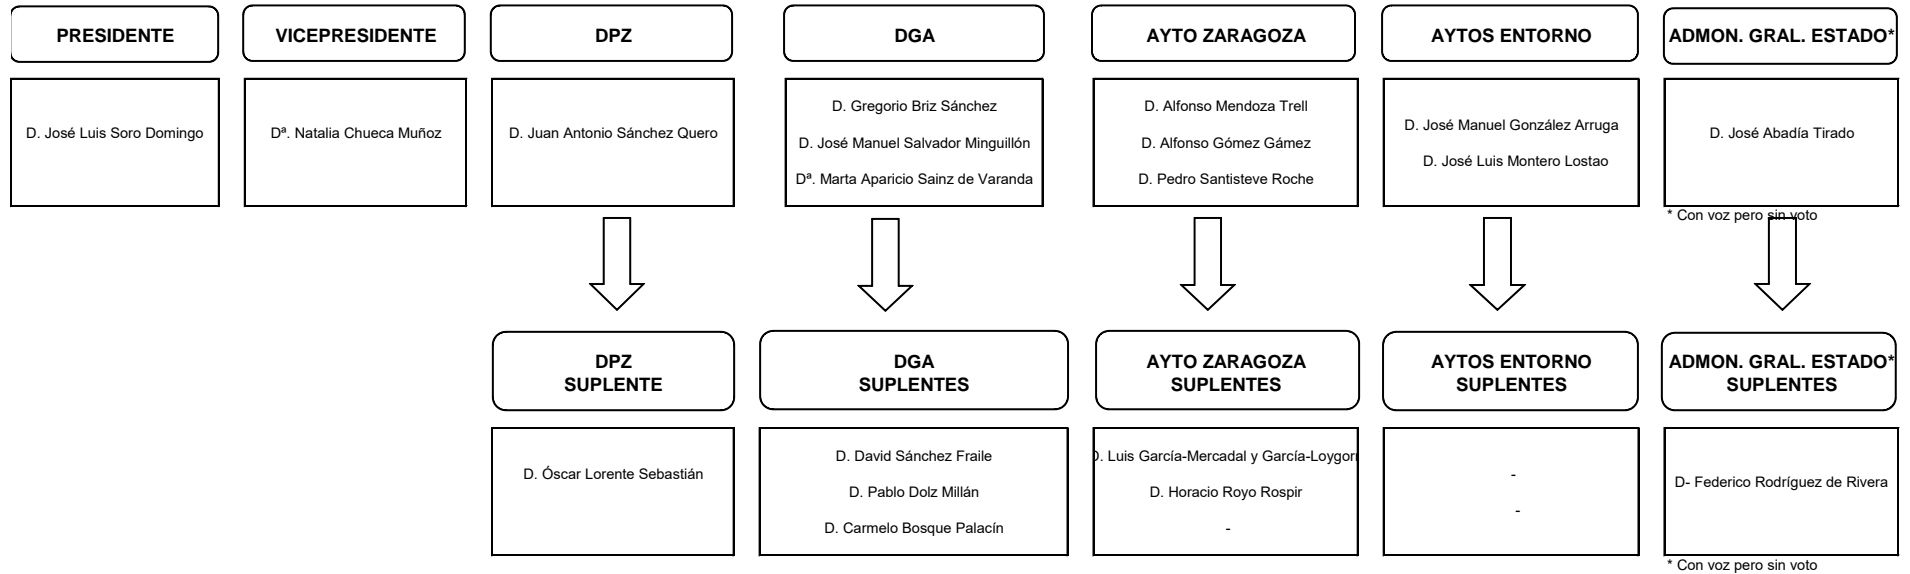 PRESIDENTE
VICEPRESIDENTE
DPZ
DGA
AYTO ZARAGOZA
AYTOS ENTORNO
ADMON. GRAL. ESTADO*
D. José Luis Soro Domingo
Dª. Natalia Chueca Muñoz
D. Juan Antonio Sánchez Quero
D. Gregorio Briz Sánchez
D. José Manuel Salvador Minguillón
Dª. Marta Aparicio Sainz de Varanda
D. Alfonso Mendoza Trell
D. Alfonso Gómez Gámez
D. Pedro Santisteve Roche
D. José Manuel González Arruga
D. José Luis Montero Lostao
D. José Abadía Tirado
* Con voz pero sin voto
DPZ
SUPLENTE
DGA
SUPLENTES
AYTO ZARAGOZA
SUPLENTES
AYTOS ENTORNO
SUPLENTES
ADMON. GRAL. ESTADO*
SUPLENTES
D. Óscar Lorente Sebastián
D. David Sánchez Fraile
D. Pablo Dolz Millán
D. Carmelo Bosque Palacín
D. Luis García-Mercadal y
D. Horacio Royo Rospir
-
-
-
D- Federico Rodríguez de Rivera
* Con voz pero sin voto